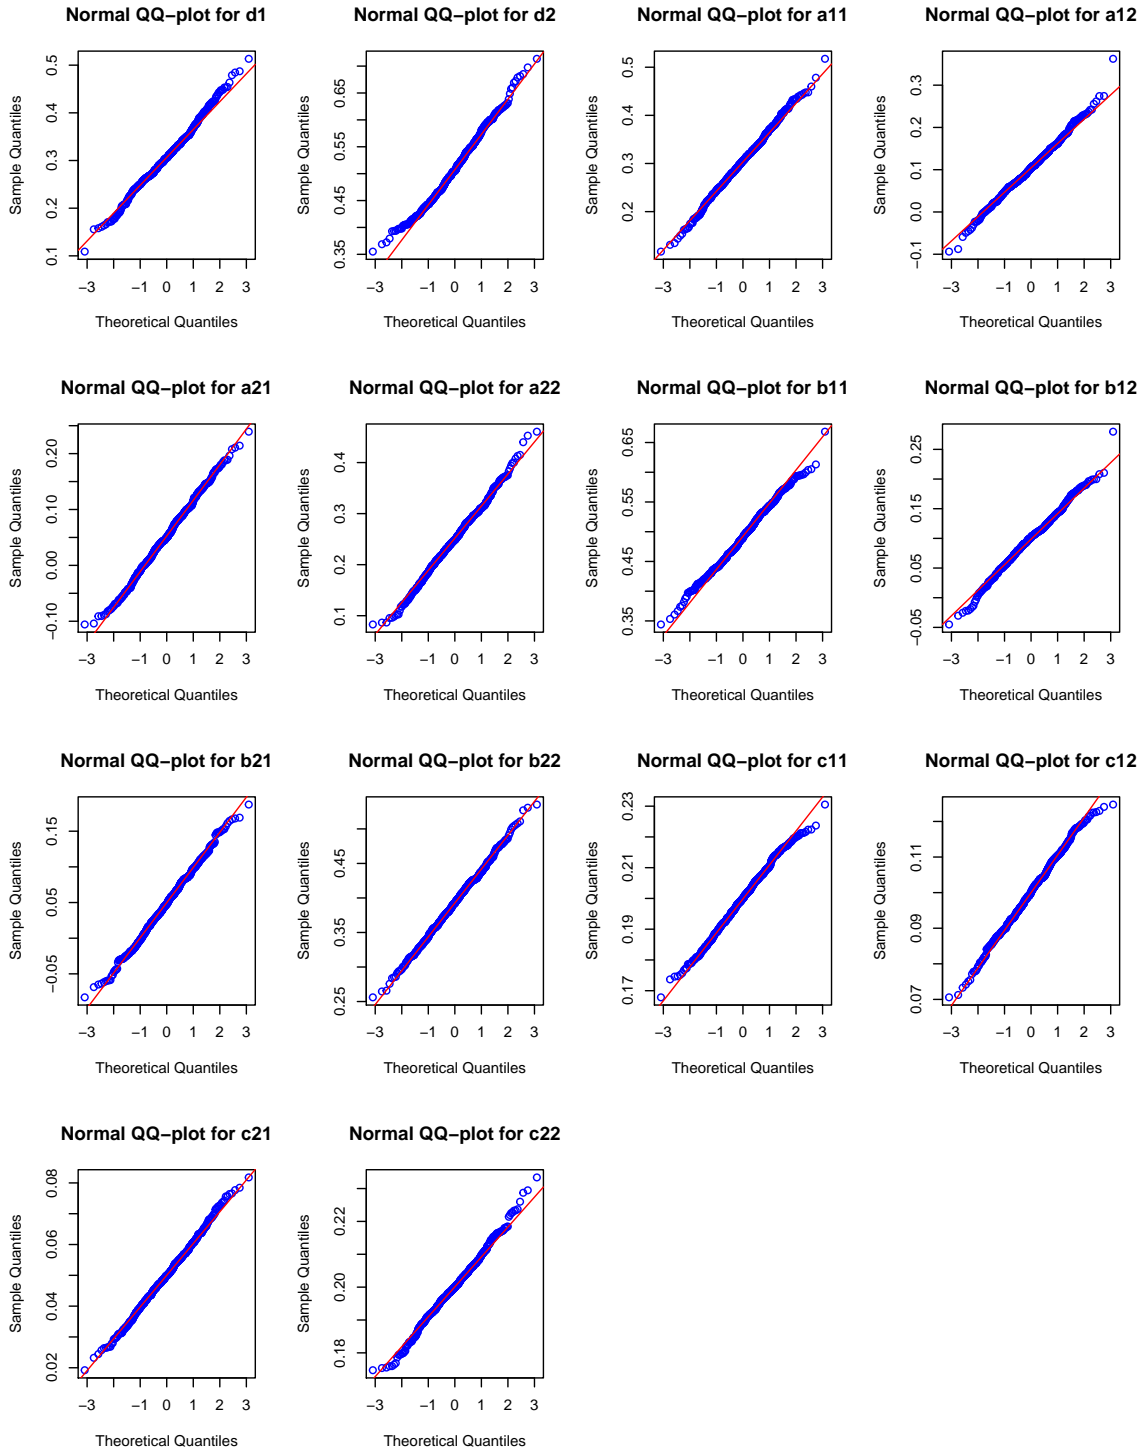 Normal QQ−plot for d1
Sample Quantiles
0.1 0.2 0.3 0.4 0.5
−3 −1 0 1 2 3
Theoretical Quantiles
Normal QQ−plot for d2
Sample Quantiles
0.35 0.45 0.55 0.65
−3 −1 0 1 2 3
Theoretical Quantiles
Normal QQ−plot for a11
Sample Quantiles
0.2 0.3 0.4 0.5
−3 −1 0 1 2 3
Theoretical Quantiles
Normal QQ−plot for a12
Sample Quantiles
−0.1 0.0 0.1 0.2 0.3
−3 −1 0 1 2 3
Theoretical Quantiles
Normal QQ−plot for a21
Sample Quantiles
−0.10 0.00 0.10 0.20
−3 −1 0 1 2 3
Theoretical Quantiles
Normal QQ−plot for a22
Sample Quantiles
0.1 0.2 0.3 0.4
−3 −1 0 1 2 3
Theoretical Quantiles
Normal QQ−plot for b11
Sample Quantiles
0.35 0.45 0.55 0.65
−3 −1 0 1 2 3
Theoretical Quantiles
Normal QQ−plot for b12
Sample Quantiles
−0.05 0.05 0.15 0.25
−3 −1 0 1 2 3
Theoretical Quantiles
Normal QQ−plot for b21
Sample Quantiles
−0.05 0.05 0.15
−3 −1 0 1 2 3
Theoretical Quantiles
Normal QQ−plot for b22
Sample Quantiles
0.25 0.35 0.45
−3 −1 0 1 2 3
Theoretical Quantiles
Normal QQ−plot for c11
Sample Quantiles
0.17 0.19 0.21 0.23
−3 −1 0 1 2 3
Theoretical Quantiles
Normal QQ−plot for c12
Sample Quantiles
0.07 0.09 0.11
−3 −1 0 1 2 3
Theoretical Quantiles
Normal QQ−plot for c21
Sample Quantiles
0.02 0.04 0.06 0.08
−3 −1 0 1 2 3
Theoretical Quantiles
Normal QQ−plot for c22
Sample Quantiles
0.18 0.20 0.22
−3 −1 0 1 2 3
Theoretical Quantiles